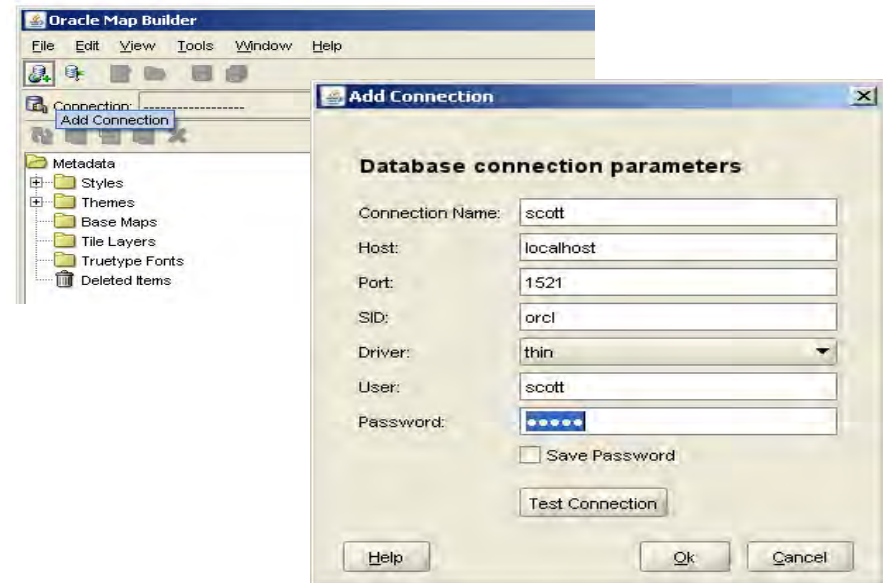 Oracle Map Builder
File Edit View Tools Window Help
Connection: ------------------
Add Connection
Metadata
Styles
Themes
Base Maps
Tile Layers
Truetype Fonts
Deleted Items
Add Connection
Database connection parameters
Connection Name: scott
Host: localhost
Port: 1521
SID: orcl
Driver: thin
User: scott
Password: •••••
Save Password
Test Connection
Help Ok Cancel